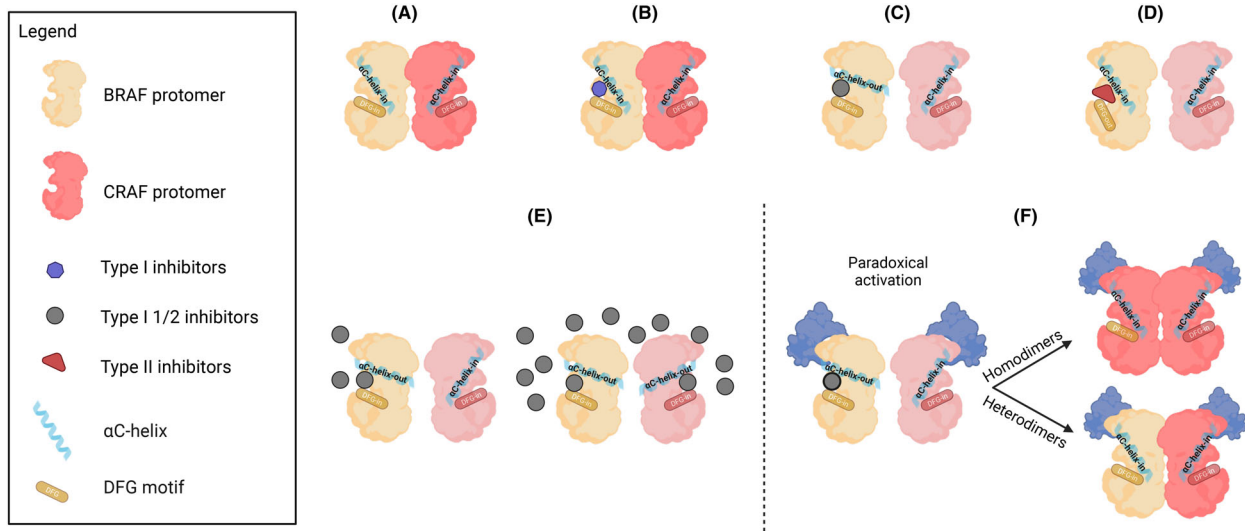 Legend
BRAF protomer
CRAF protomer
Type I inhibitors
Type I 1/2 inhibitors
Type II inhibitors
αC-helix
DFG
DFG motif
(A)
αC-helix-in
αC-helix-in
DFG-in
DFG-in
(B)
αC-helix-in
αC-helix-in
DFG-in
DFG-in
(C)
αC-helix-out
αC-helix-in
DFG-in
DFG-in
(D)
αC-helix-in
DFG-out
DFG-in
(E)
αC-helix-out
αC-helix-in
DFG-in
DFG-in
αC-helix-out
αC-helix-out
DFG-in
DFG-in
(F)
Paradoxical
activation
αC-helix-out
αC-helix-in
DFG-in
DFG-in
Homodimers
Heterodimers
αC-helix-in
αC-helix-in
DFG-in
DFG-in
αC-helix-in
αC-helix-in
DFG-in
DFG-in